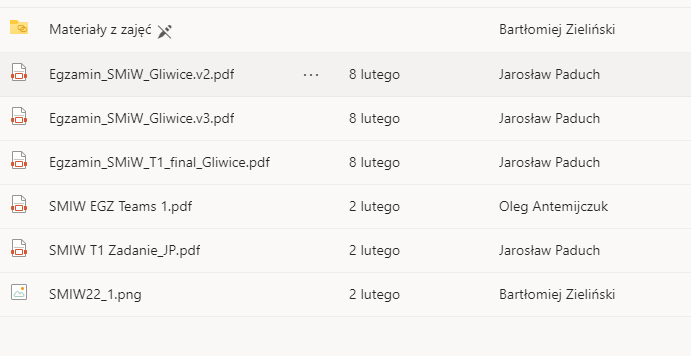 Materiały z zajęć Bartłomiej Zieliński
Egzamin_SMiW_Gliwice.v2.pdf ··· 8 lutego Jarosław Paduch
Egzamin_SMiW_Gliwice.v3.pdf 8 lutego Jarosław Paduch
Egzamin_SMiW_T1_final_Gliwice.pdf 8 lutego Jarosław Paduch
SMIW EGZ Teams 1.pdf 2 lutego Oleg Antemijczuk
SMIW T1 Zadanie_JP.pdf 2 lutego Jarosław Paduch
SMIW22_1.png 2 lutego Bartłomiej Zieliński